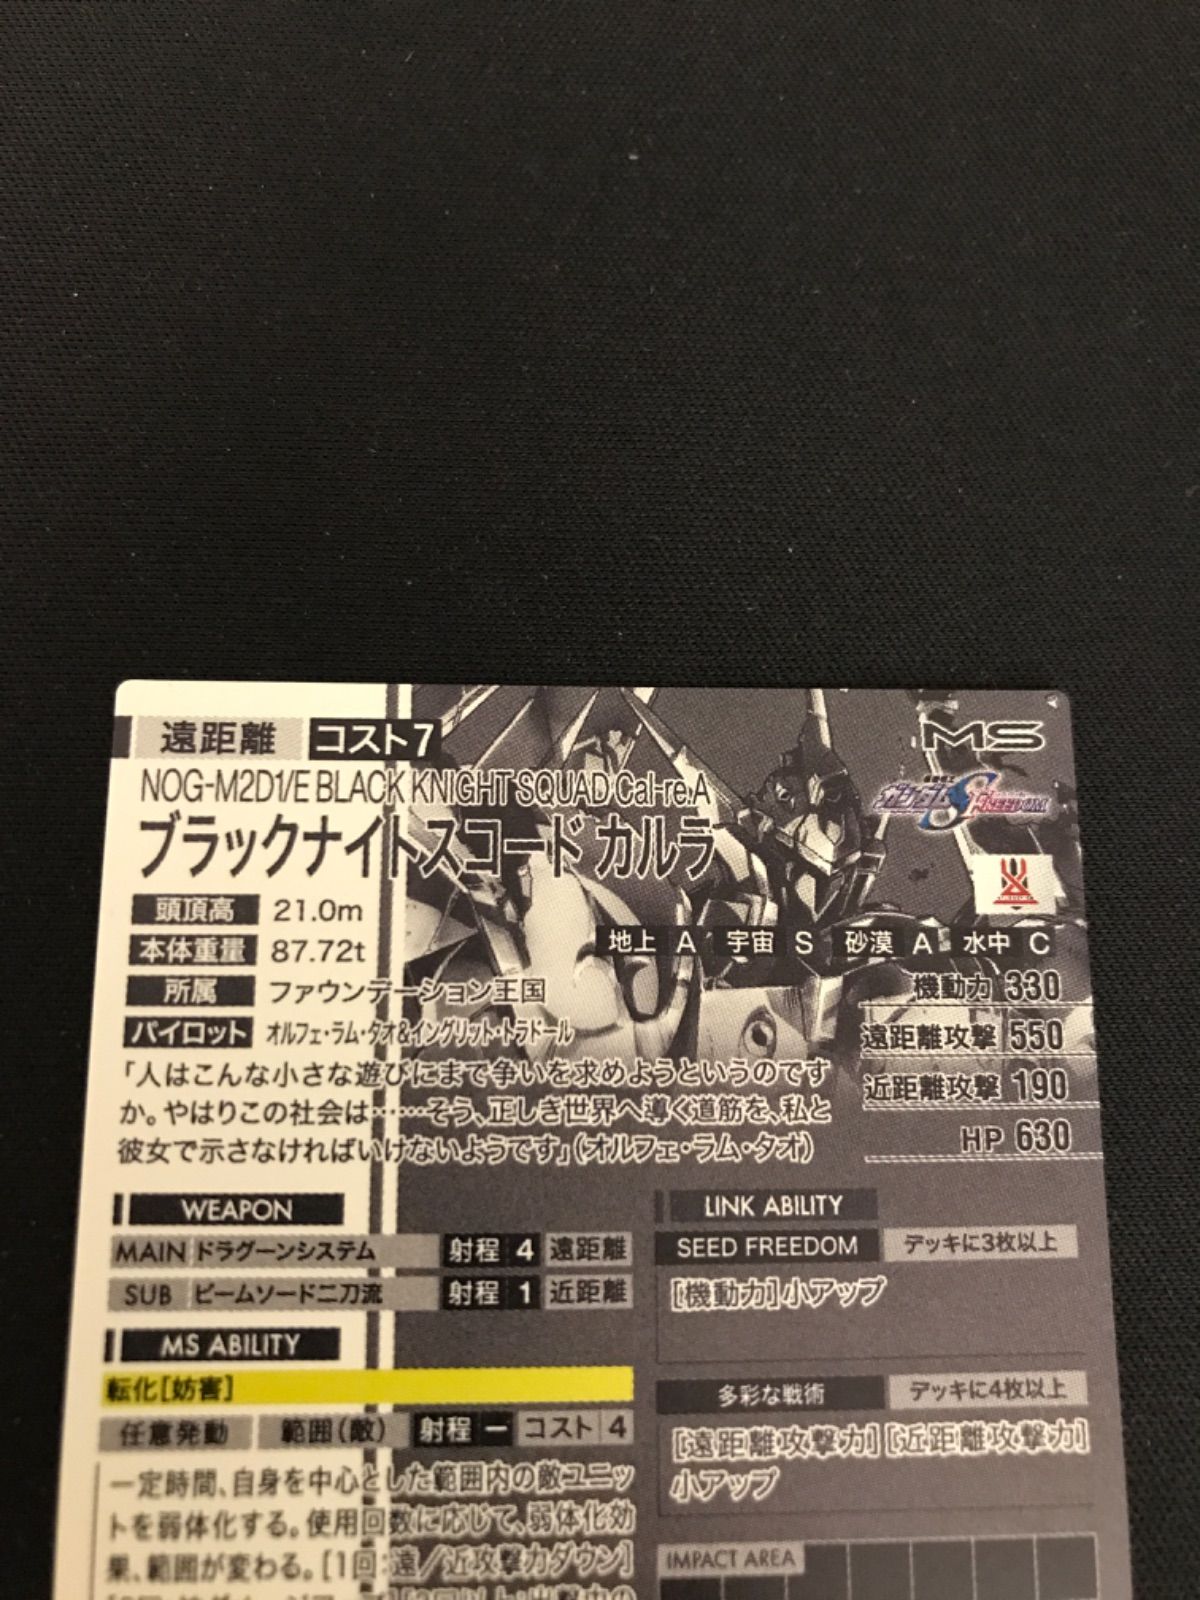 遠距離 コスト7
MS
NOG-M2D1/E BLACK KNIGHT SQUAD Cal-re.A
ブラックナイトスコード カルラ
頭頂高 21.0m
本体重量 87.72t
所属 ファウンデーション王国
パイロット オルフェ・ラム・タオ&イングリット・トラドール
地上 A 宇宙 S 砂漠 A 水中 C
機動力 330
遠距離攻撃 550
近距離攻撃 190
HP 630
「人はこんな小さな遊びにまで争いを求めようというのです
か。やはりこの社会は……そう、正しき世界へ導く道筋を、私と
彼女で示さなければいけないようです」(オルフェ・ラム・タオ)
WEAPON
MAIN ドラグーンシステム 射程 4 遠距離
SUB ビームソード二刀流 射程 1 近距離
MS ABILITY
転化[妨害]
任意発動 範囲(敵) 射程 ー コスト 4
一定時間、自身を中心とした範囲内の敵ユニッ
トを弱体化する。使用回数に応じて、弱体化効
果、範囲が変わる。[1回:遠/近攻撃力ダウン]
LINK ABILITY
SEED FREEDOM デッキに3枚以上
[機動力]小アップ
多彩な戦術 デッキに4枚以上
[遠距離攻撃力][近距離攻撃力]
小アップ
IMPACT AREA